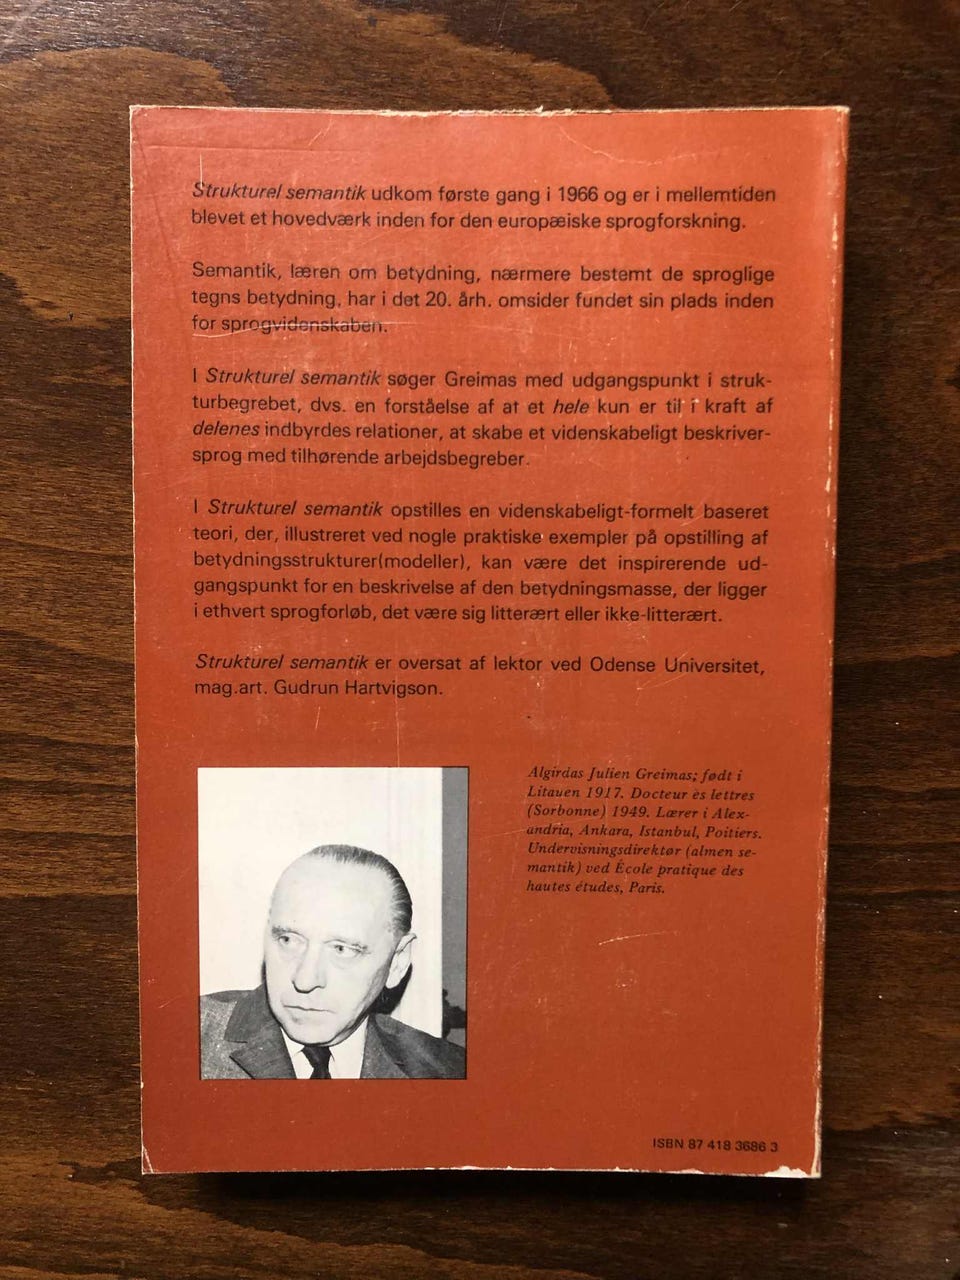 Strukturel semantik udkom første gang i 1966 og er i mellemtiden
blevet et hovedværk inden for den europæiske sprogforskning.
Semantik, læren om betydning, nærmere bestemt de sproglige
tegns betydning, har i det 20. årh. omsider fundet sin plads inden
for sprogvidenskaben.
I Strukturel semantik søger Greimas med udgangspunkt i struk-
turbegrebet, dvs. en forståelse af at et hele kun er til i kraft af
delenes indbyrdes relationer, at skabe et videnskabeligt beskriver-
sprog med tilhørende arbejdsbegreber.
I Strukturel semantik opstilles en videnskabeligt-formelt baseret
teori, der, illustreret ved nogle praktiske exempler på opstilling af
betydningsstrukturer(modeller), kan være det inspirerende ud-
gangspunkt for en beskrivelse af den betydningsmasse, der ligger
i ethvert sprogforløb, det være sig litterært eller ikke-litterært.
Strukturel semantik er oversat af lektor ved Odense Universitet,
mag.art. Gudrun Hartvigson.
Algirdas Julien Greimas; født i
Litauen 1917. Docteur es lettres
(Sorbonne) 1949. Lærer i Alex-
andria, Ankara, Istanbul, Poitiers.
Undervisningsdirektør (almen se-
mantik) ved École pratique des
hautes études, Paris.
ISBN 87 418 3686 3